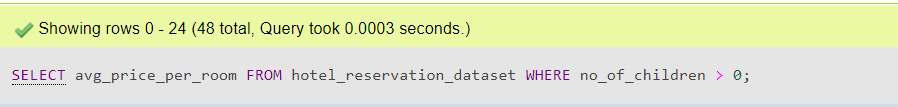 Showing rows 0 - 24 (48 total, Query took 0.0003 seconds.)
SELECT avg_price_per_room FROM hotel_reservation_dataset WHERE no_of_children > 0;